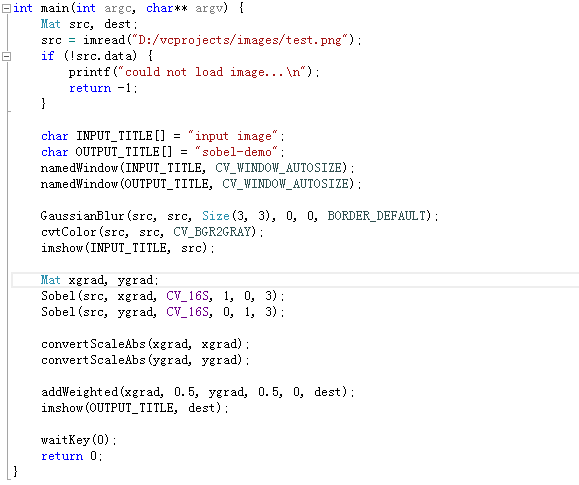 int main(int argc, char** argv) {
    Mat src, dest;
    src = imread("D:/vcprojects/images/test.png");
    if (!src.data) {
        printf("could not load image...\n");
        return -1;
    }

    char INPUT_TITLE[] = "input image";
    char OUTPUT_TITLE[] = "sobel-demo";
    namedWindow(INPUT_TITLE, CV_WINDOW_AUTOSIZE);
    namedWindow(OUTPUT_TITLE, CV_WINDOW_AUTOSIZE);

    GaussianBlur(src, src, Size(3, 3), 0, 0, BORDER_DEFAULT);
    cvtColor(src, src, CV_BGR2GRAY);
    imshow(INPUT_TITLE, src);

    Mat xgrad, ygrad;
    Sobel(src, xgrad, CV_16S, 1, 0, 3);
    Sobel(src, ygrad, CV_16S, 0, 1, 3);

    convertScaleAbs(xgrad, xgrad);
    convertScaleAbs(ygrad, ygrad);

    addWeighted(xgrad, 0.5, ygrad, 0.5, 0, dest);
    imshow(OUTPUT_TITLE, dest);

    waitKey(0);
    return 0;
}